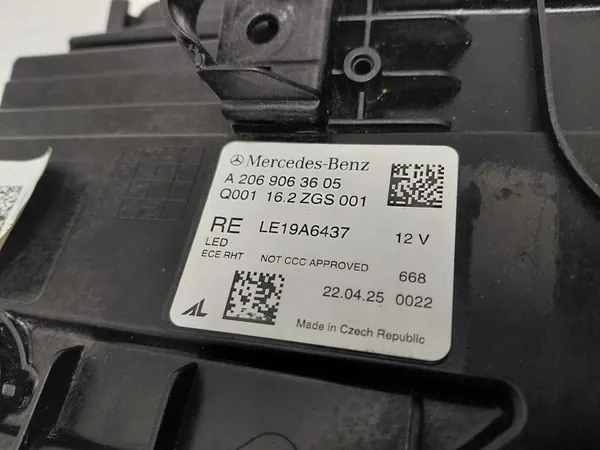 Mercedes-Benz
A 206 906 36 05
Q001 16.2 ZGS 001
RE LE19A6437 12 V
LED
ECE RHT NOT CCC APPROVED 668
22.04.25 0022
AL
Made in Czech Republic